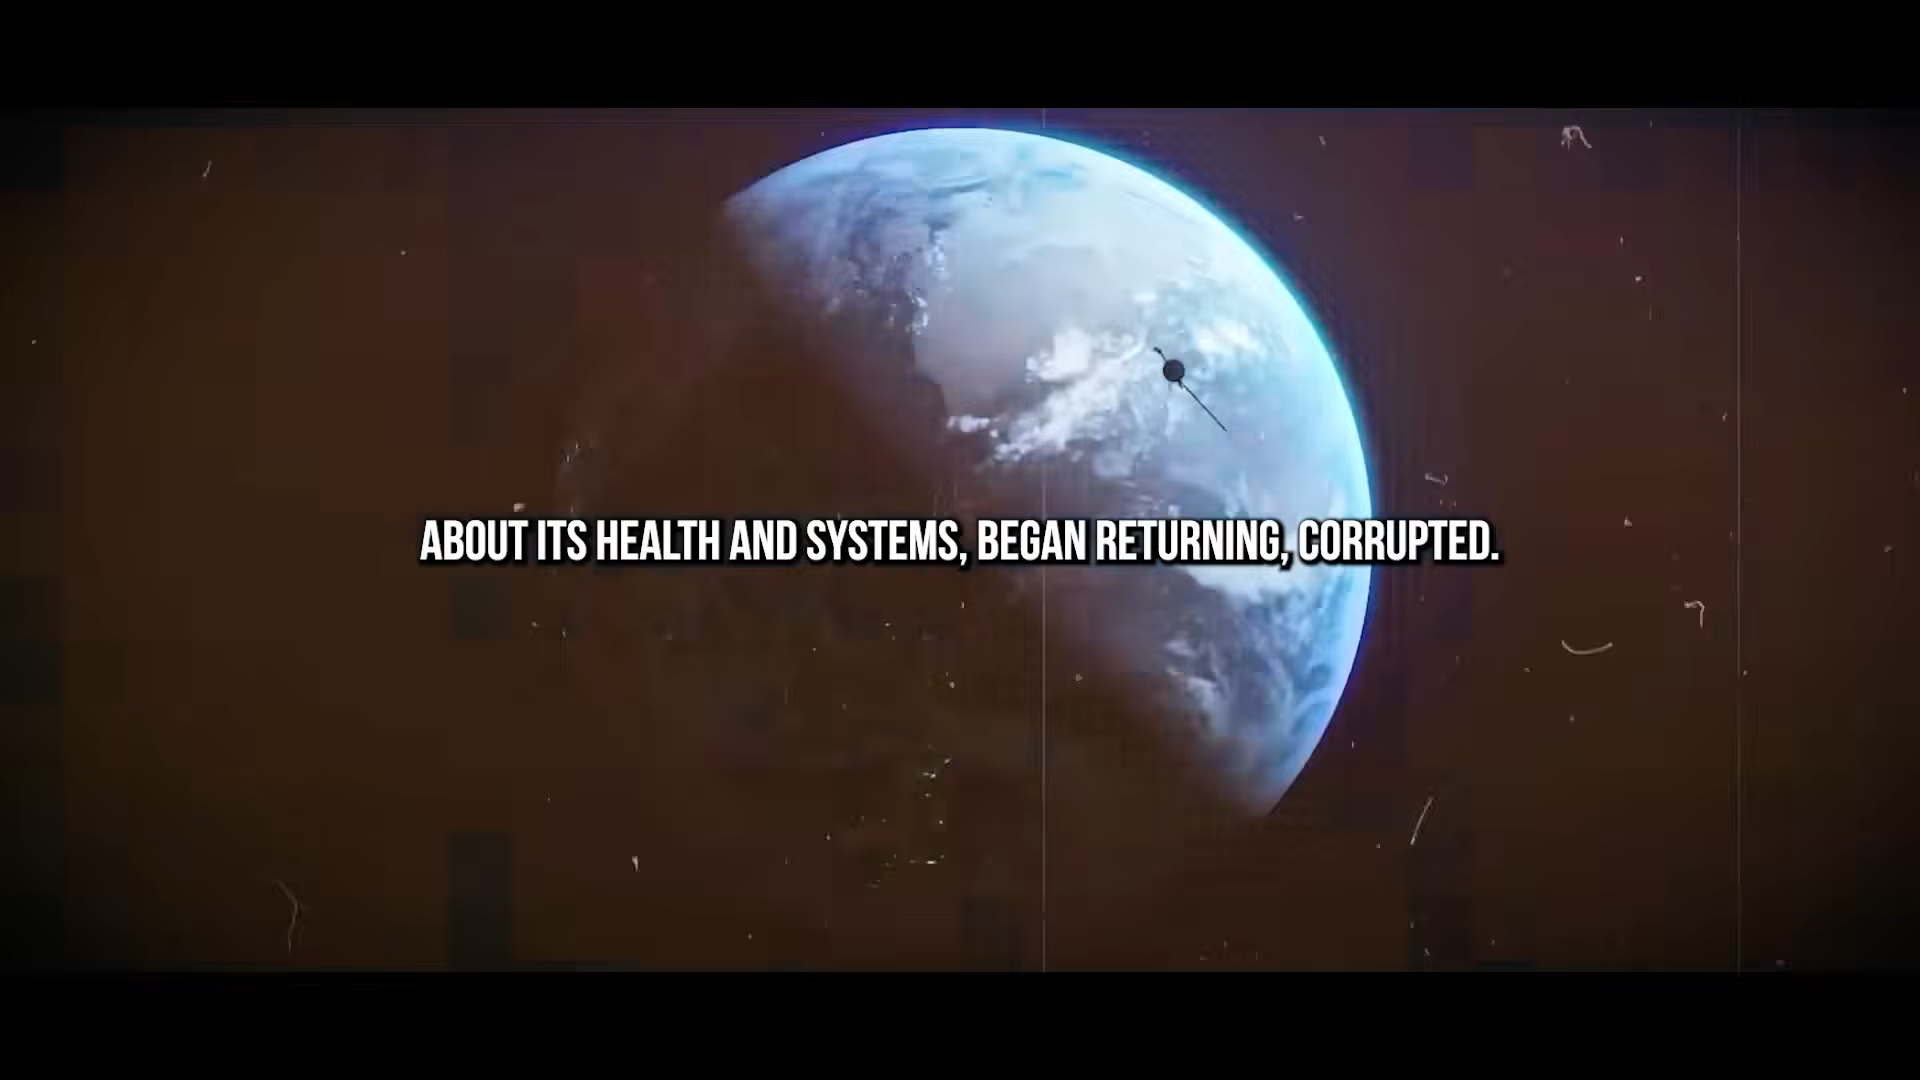 ABOUT ITS HEALTH AND SYSTEMS, BEGAN RETURNING, CORRUPTED.